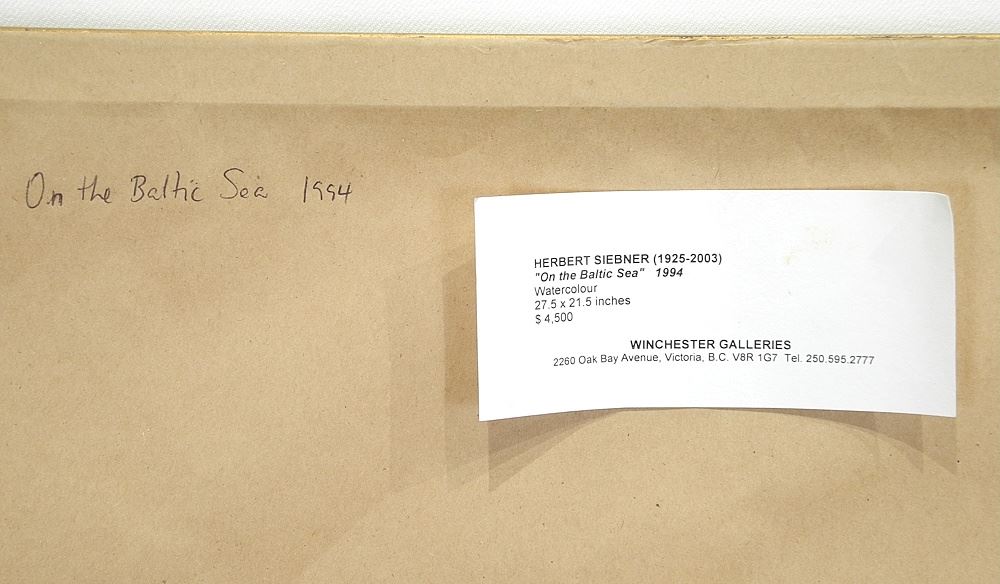 On the Baltic Sea 1994
HERBERT SIEBNER (1925-2003)
"On the Baltic Sea" 1994
Watercolour
27.5 x 21.5 inches
$ 4,500
WINCHESTER GALLERIES
2260 Oak Bay Avenue, Victoria, B.C. V8R 1G7 Tel. 250.595.2777